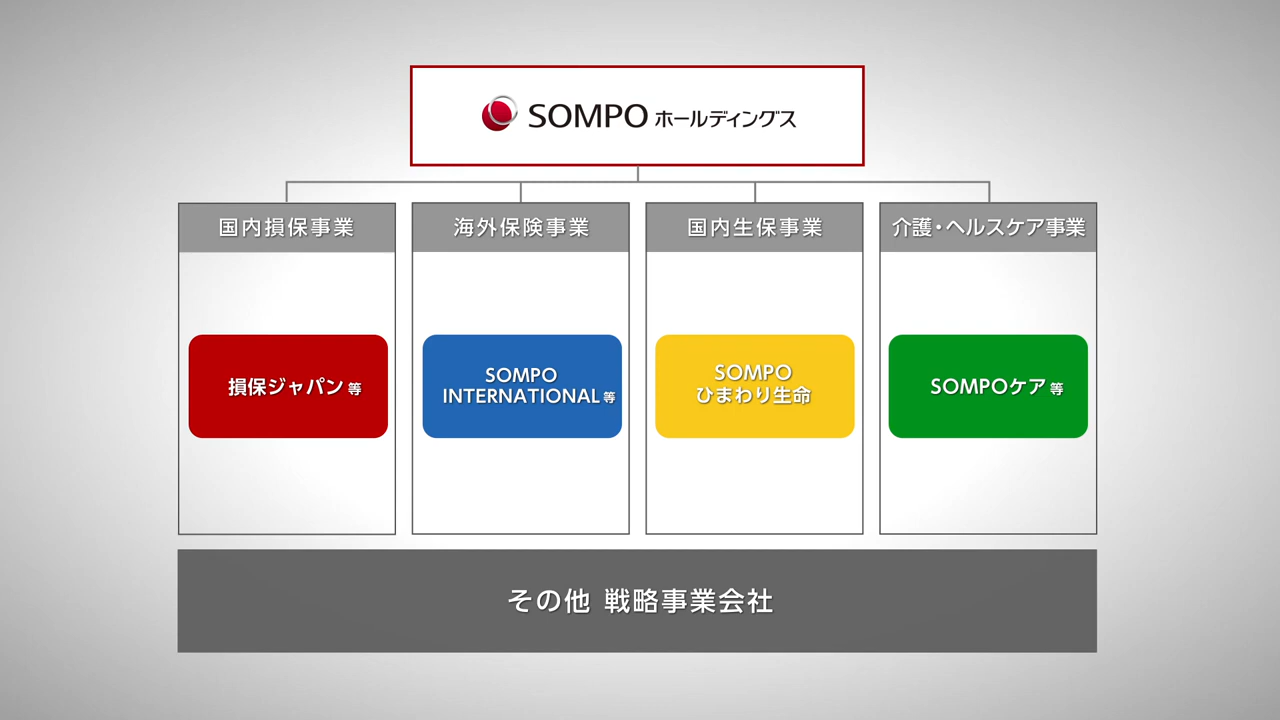 SOMPO ホールディングス
国内損保事業
海外保険事業
国内生保事業
介護・ヘルスケア事業
損保ジャパン 等
SOMPO
INTERNATIONAL 等
SOMPO
ひまわり生命
SOMPOケア 等
その他 戦略事業会社